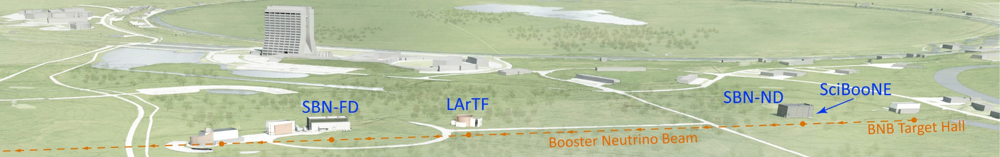 SBN-FD
LArTF
SBN-ND
SciBooNE
Booster Neutrino Beam
BNB Target Hall